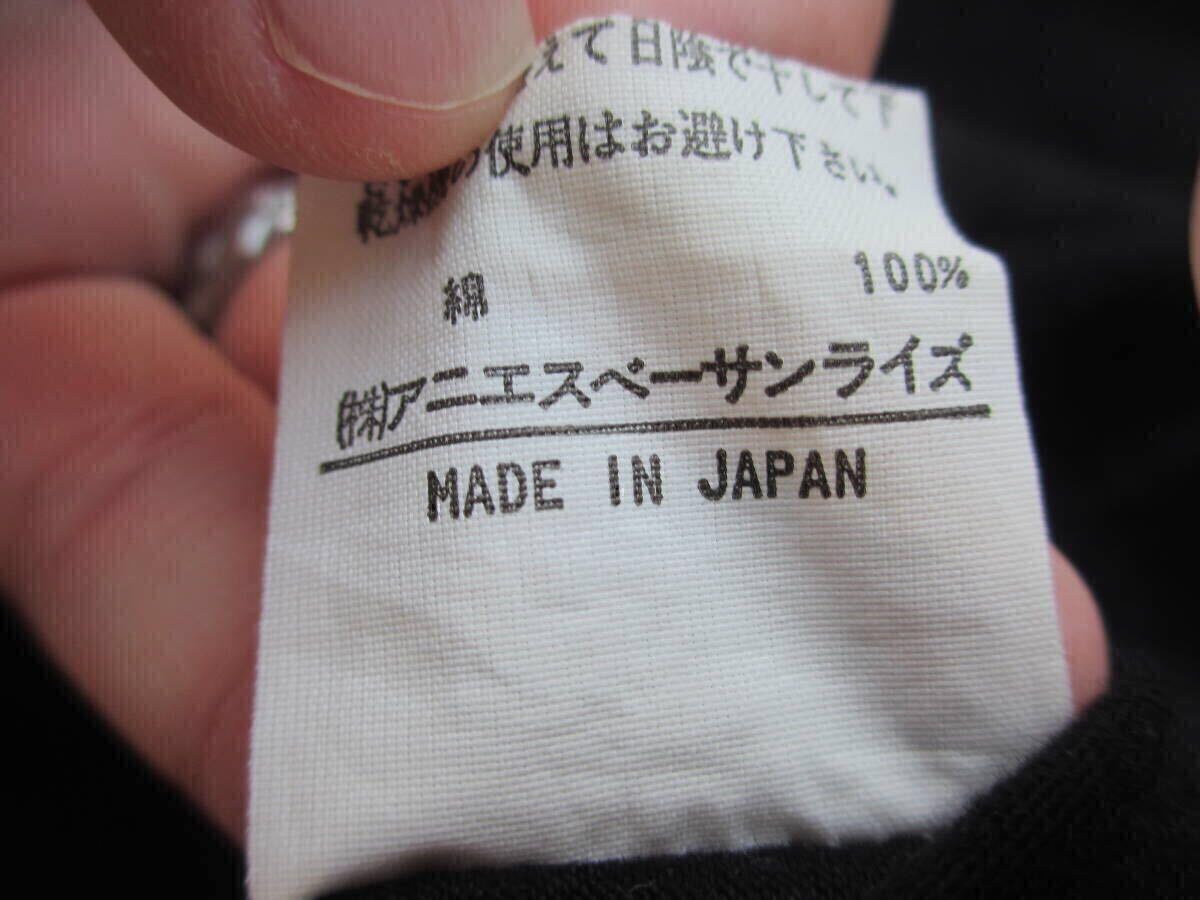 えて日陰で干して下
乾燥機の使用はお避け下さい。
綿 100%
㈱アニエスベーサンライズ
MADE IN JAPAN